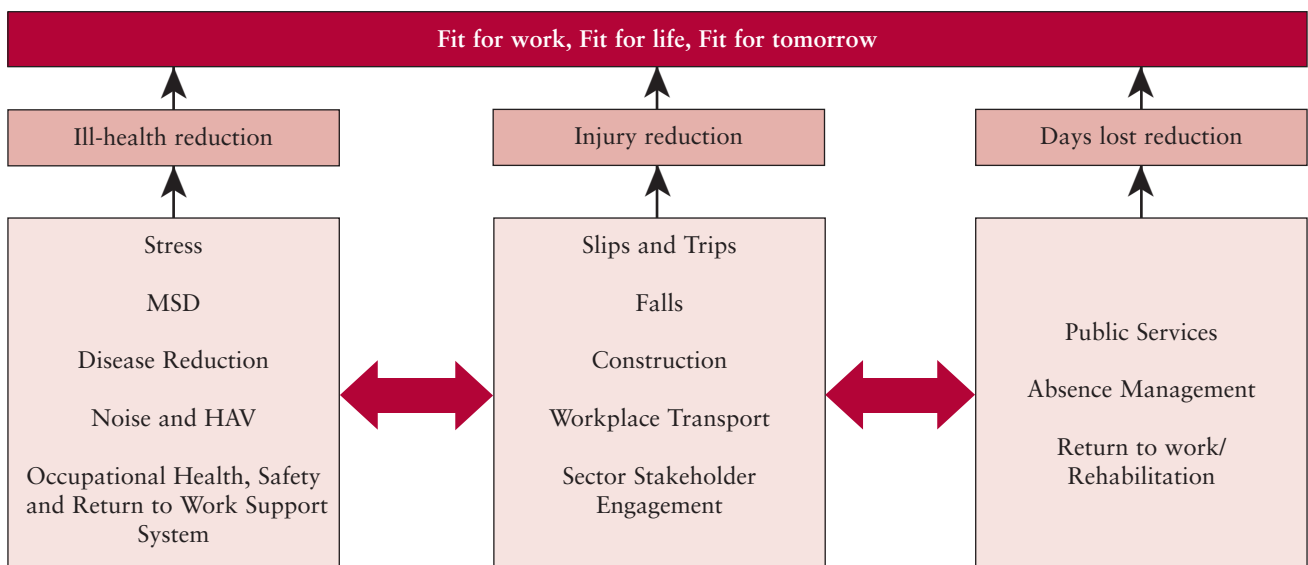 Fit for work, Fit for life, Fit for tomorrow
Ill-health reduction
Injury reduction
Days lost reduction
Stress
MSD
Disease Reduction
Noise and HAV
Occupational Health, Safety
and Return to Work Support
System
Slips and Trips
Falls
Construction
Workplace Transport
Sector Stakeholder
Engagement
Public Services
Absence Management
Return to work/
Rehabilitation